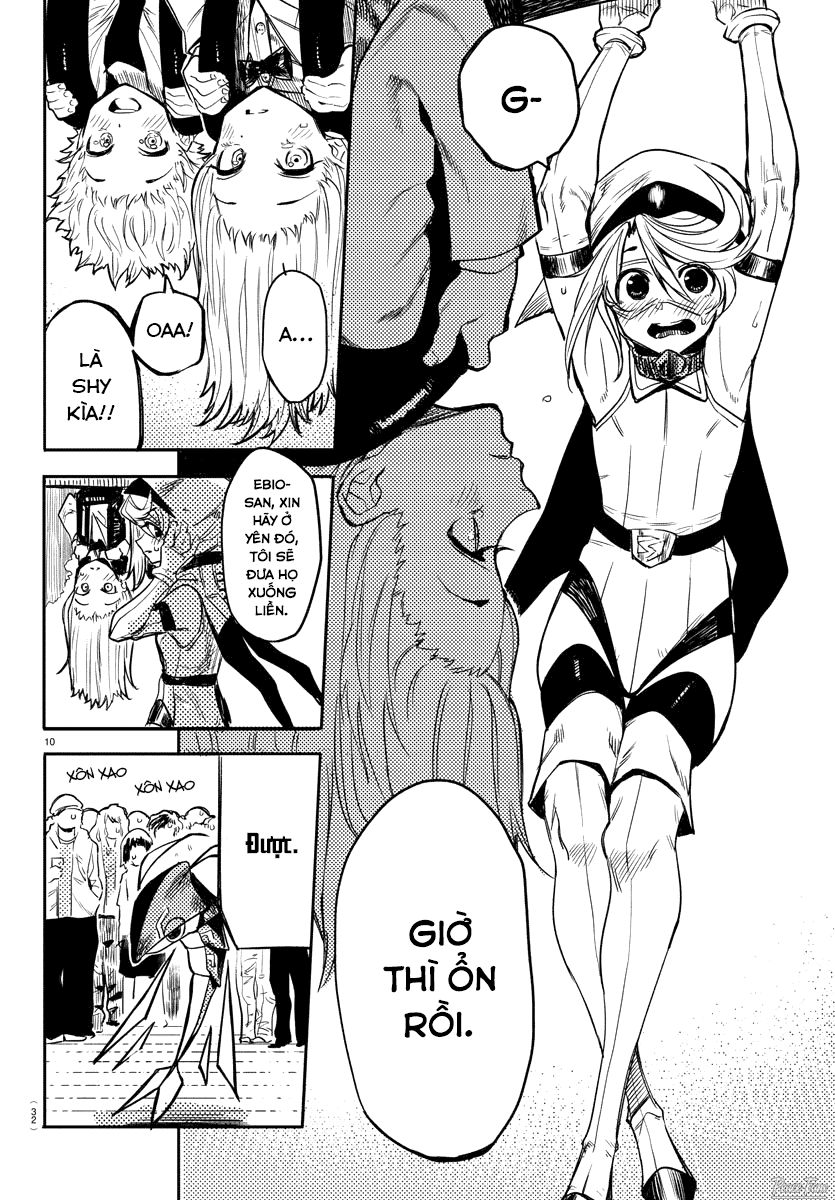 G-
A...
OAA!
LÀ
SHY
KÌA!!
GIỜ
THÌ ỔN
RỒI.
EBIO-
SAN, XIN
HÃY Ở
YÊN ĐÓ,
TÔI SẼ
ĐƯA HỌ
XUỐNG
LIỀN.
10
XÔN XAO
XÔN XAO
Được.
32